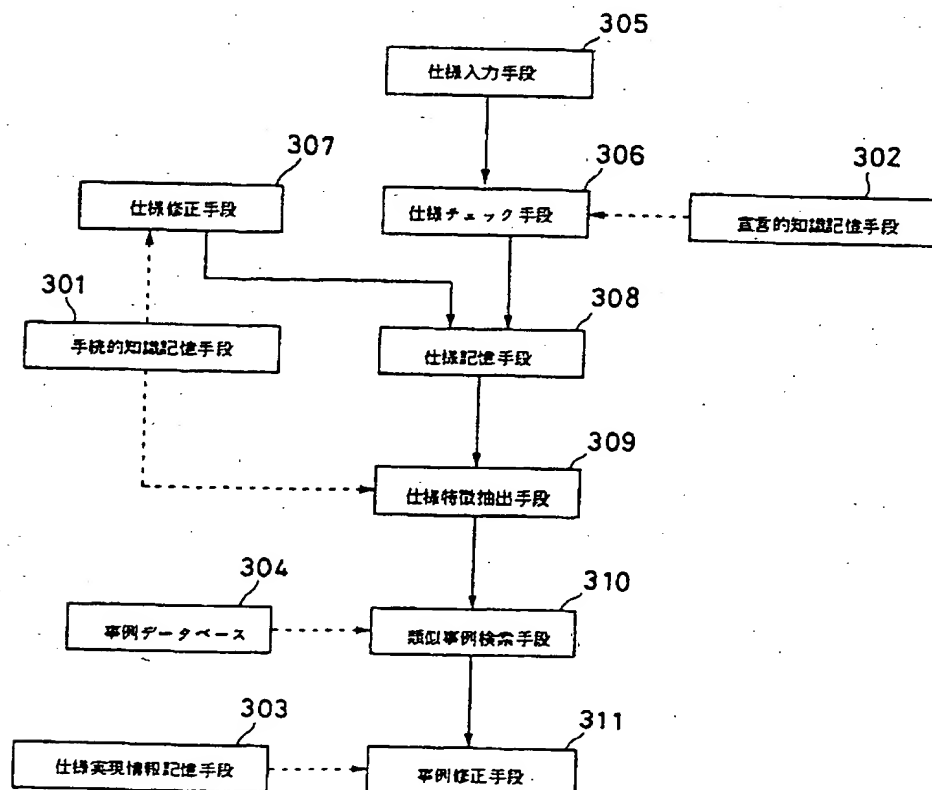 305
仕様入力手段
307
306
302
仕様修正手段
仕様チェック手段
宣言的知識記憶手段
301
308
手続的知識記憶手段
仕様記憶手段
309
仕様特徴抽出手段
304
310
事例データベース
類似事例検索手段
303
311
仕様実現情報記憶手段
事例修正手段